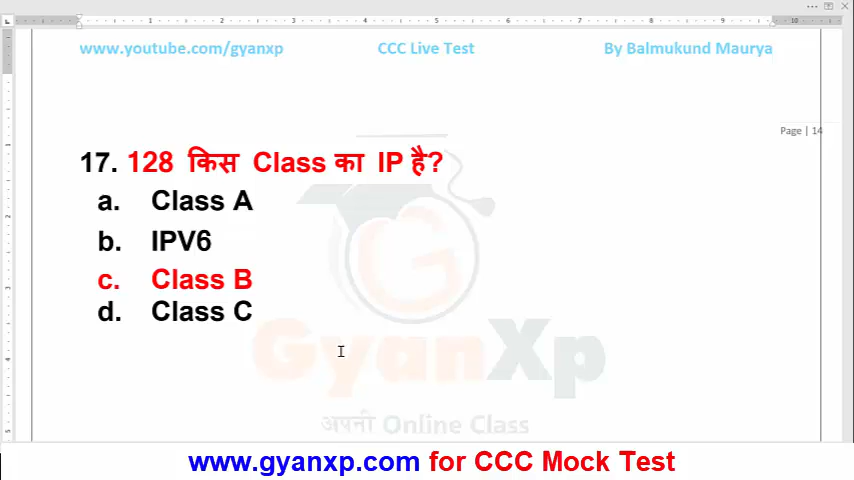 www.youtube.com/gyanxp CCC Live Test By Balmukund Maurya
Page | 14
17. 128 किस Class का IP है?
a. Class A
b. IPV6
c. Class B
d. Class C
GyanXp
अपनी Online Class
www.gyanxp.com for CCC Mock Test